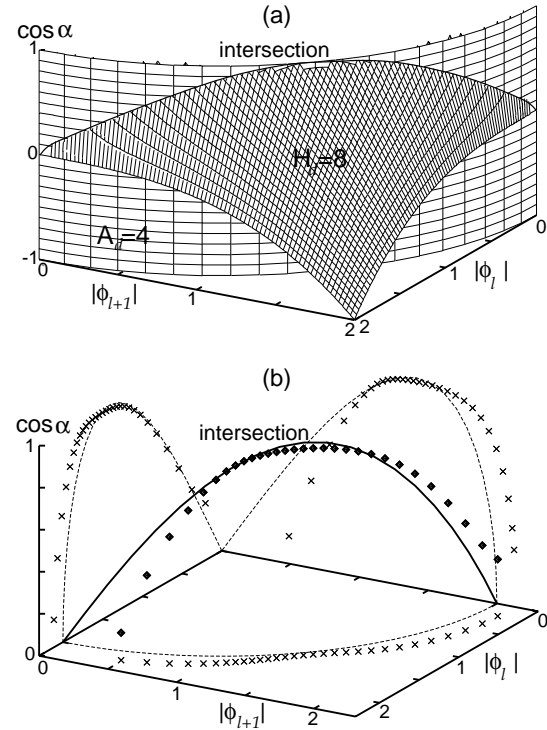 (a)
cos α
intersection
1
0
-1
H_d=8
A_d=4
0
1
2
|ϕ_{l+1}|
2
1
0
|ϕ_l|
(b)
cos α
intersection
1
0
0
1
2
|ϕ_{l+1}|
2
1
0
|ϕ_l|